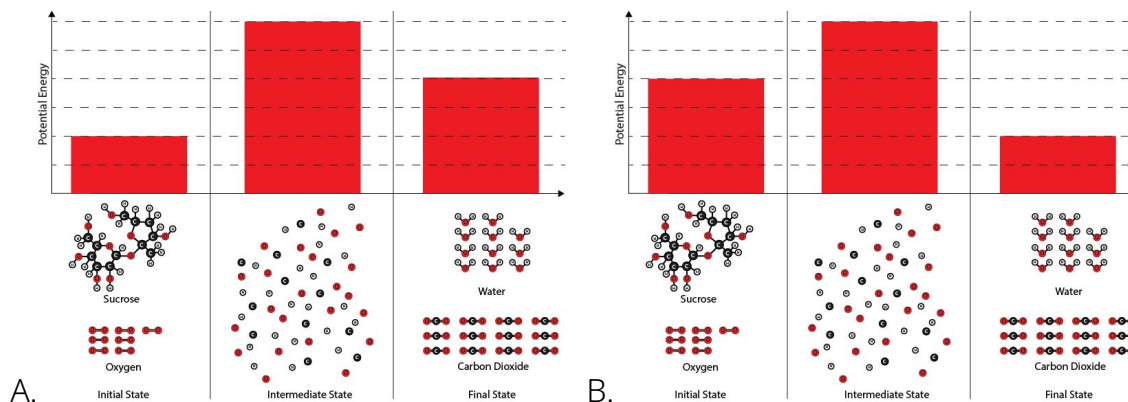 Potential Energy
Sucrose
Oxygen
Water
Carbon Dioxide
A.
Initial State
Intermediate State
Final State
Potential Energy
Sucrose
Oxygen
Water
Carbon Dioxide
B.
Initial State
Intermediate State
Final State